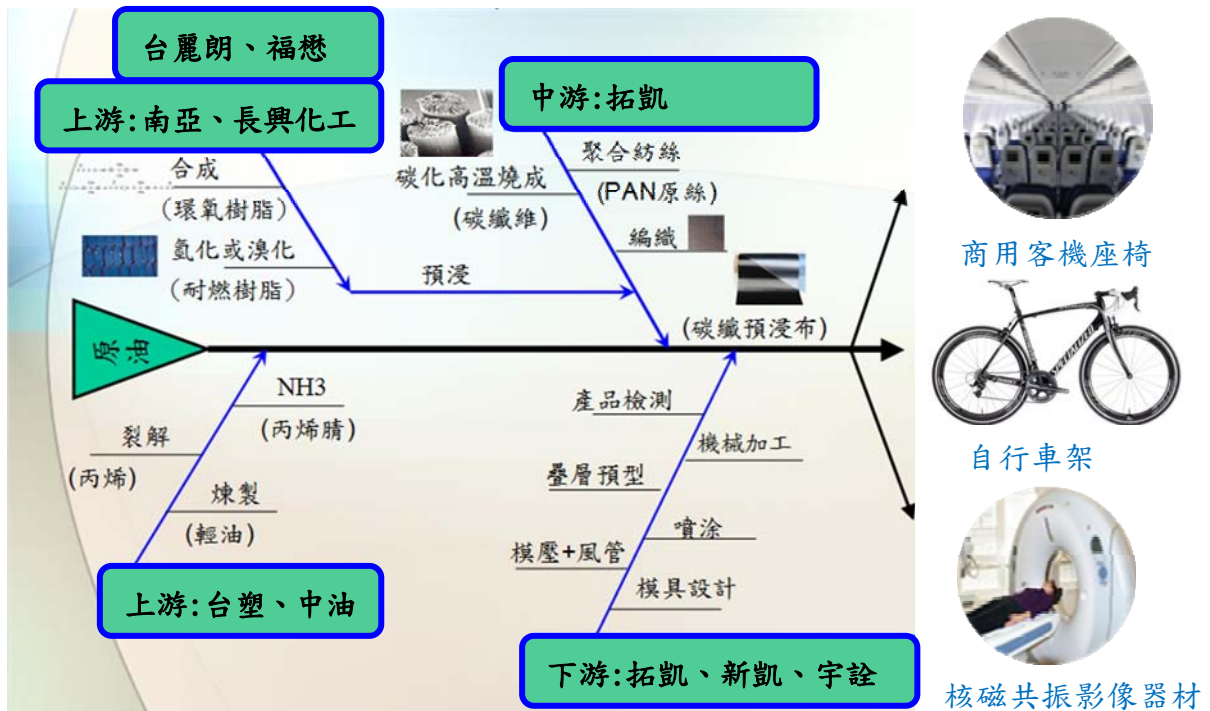 台麗朗、福懋
上游:南亞、長興化工
中游:拓凱
合成
(環氧樹脂)
氫化或溴化
(耐燃樹脂)
預浸
碳化高溫燒成
(碳纖維)
聚合紡絲
(PAN原絲)
編織
(碳纖預浸布)
原油
NH3
(丙烯腈)
裂解
(丙烯)
煉製
(輕油)
上游:台塑、中油
產品檢測
機械加工
疊層預型
噴涂
模壓+風管
模具設計
下游:拓凱、新凱、宇詮
商用客機座椅
SPECIALIZED
自行車架
核磁共振影像器材